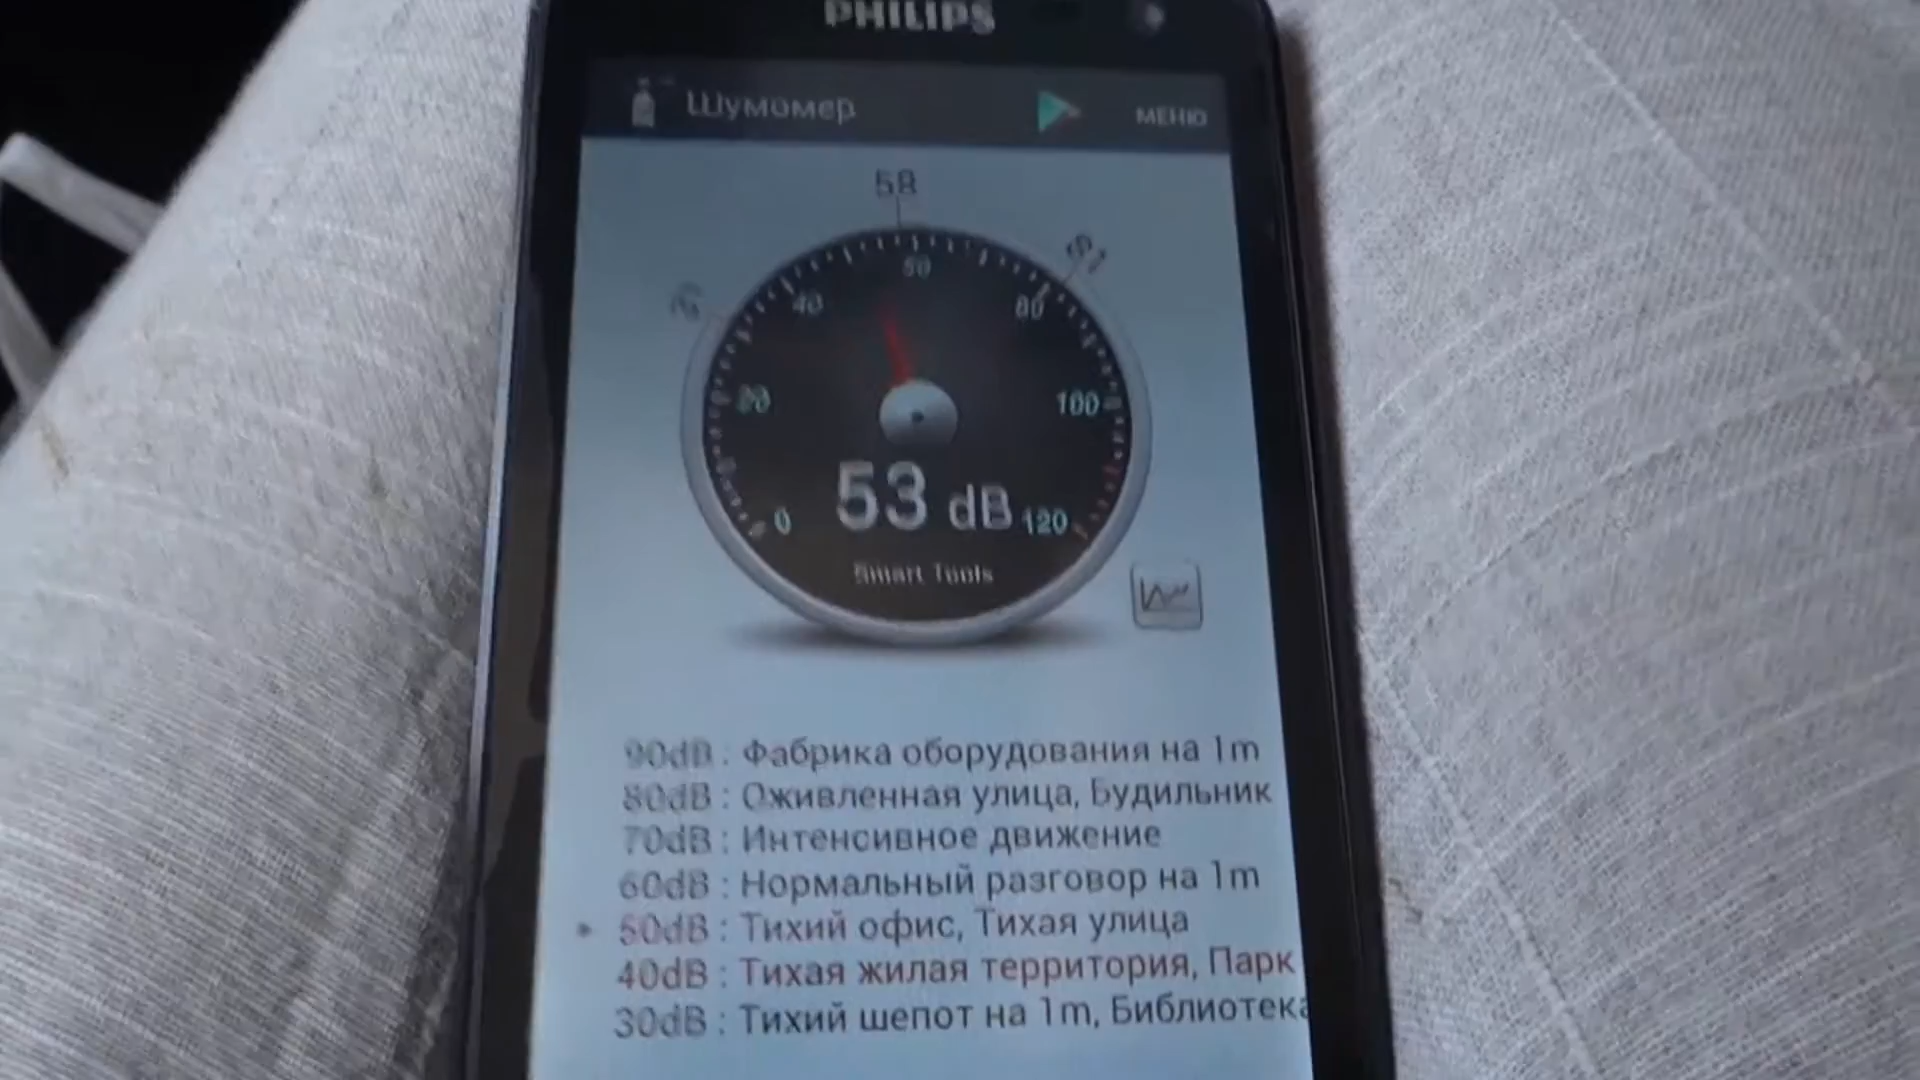 PHILIPS
Шумомер
МЕНЮ
58
81
40
80
20
100
53 dB
0
120
Smart Tools
90dB : Фабрика оборудования на 1m
80dB : Оживленная улица, Будильник
70dB : Интенсивное движение
60dB : Нормальный разговор на 1m
50dB : Тихий офис, Тихая улица
40dB : Тихая жилая территория, Парк
30dB : Тихий шепот на 1m, Библиотека